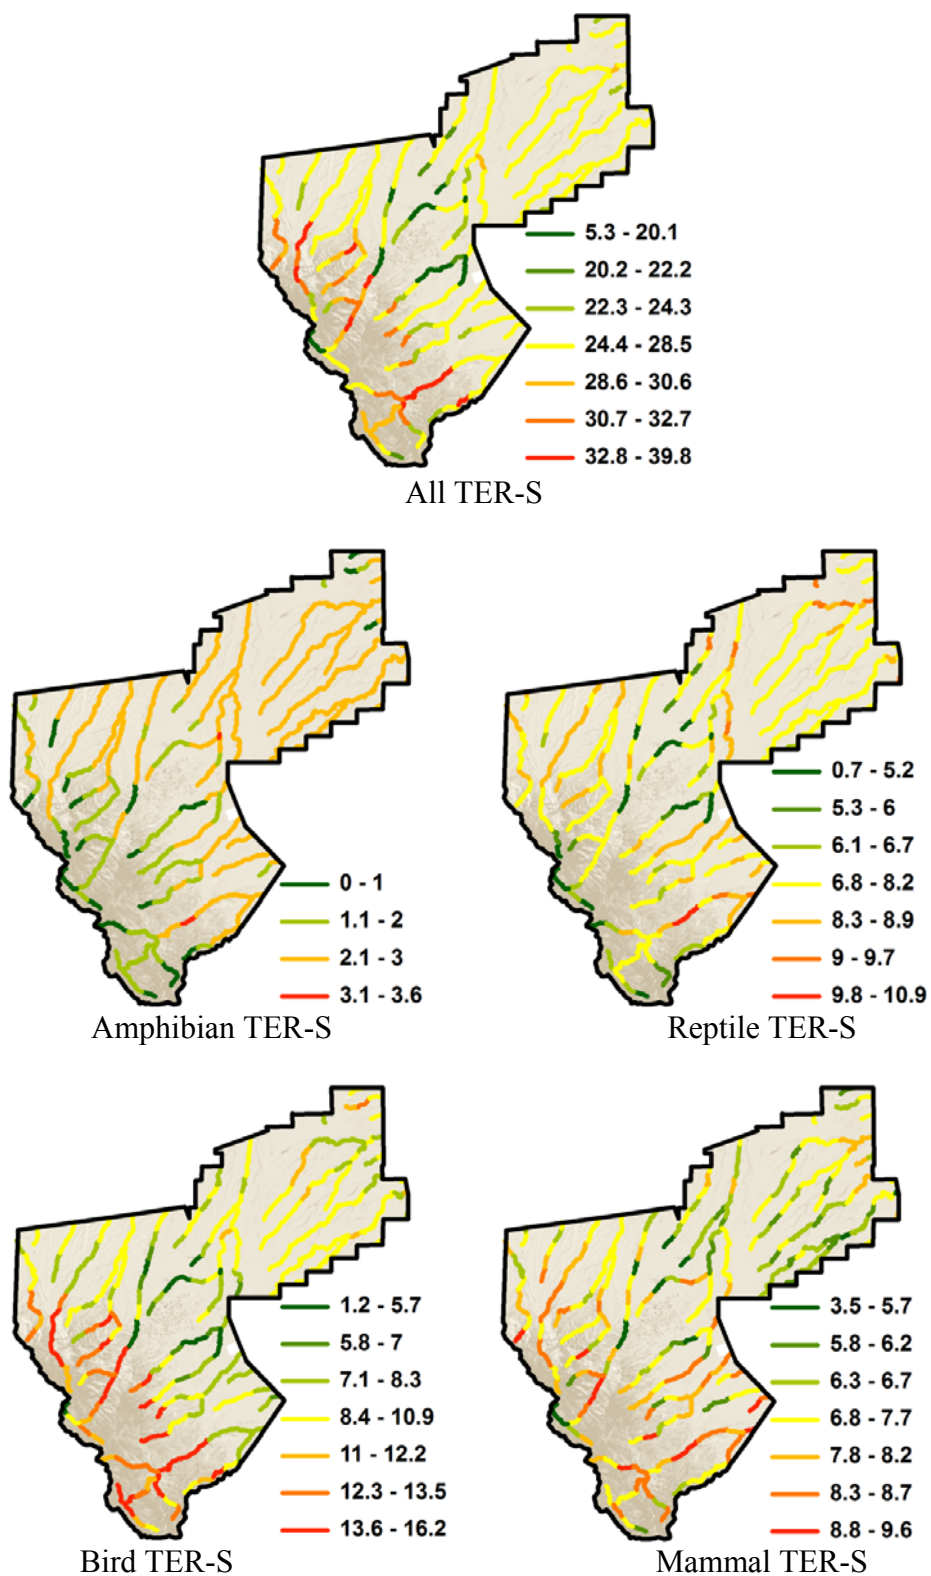 5.3 - 20.1
20.2 - 22.2
22.3 - 24.3
24.4 - 28.5
28.6 - 30.6
30.7 - 32.7
32.8 - 39.8
All TER-S
0 - 1
1.1 - 2
2.1 - 3
3.1 - 3.6
Amphibian TER-S
0.7 - 5.2
5.3 - 6
6.1 - 6.7
6.8 - 8.2
8.3 - 8.9
9 - 9.7
9.8 - 10.9
Reptile TER-S
1.2 - 5.7
5.8 - 7
7.1 - 8.3
8.4 - 10.9
11 - 12.2
12.3 - 13.5
13.6 - 16.2
Bird TER-S
3.5 - 5.7
5.8 - 6.2
6.3 - 6.7
6.8 - 7.7
7.8 - 8.2
8.3 - 8.7
8.8 - 9.6
Mammal TER-S